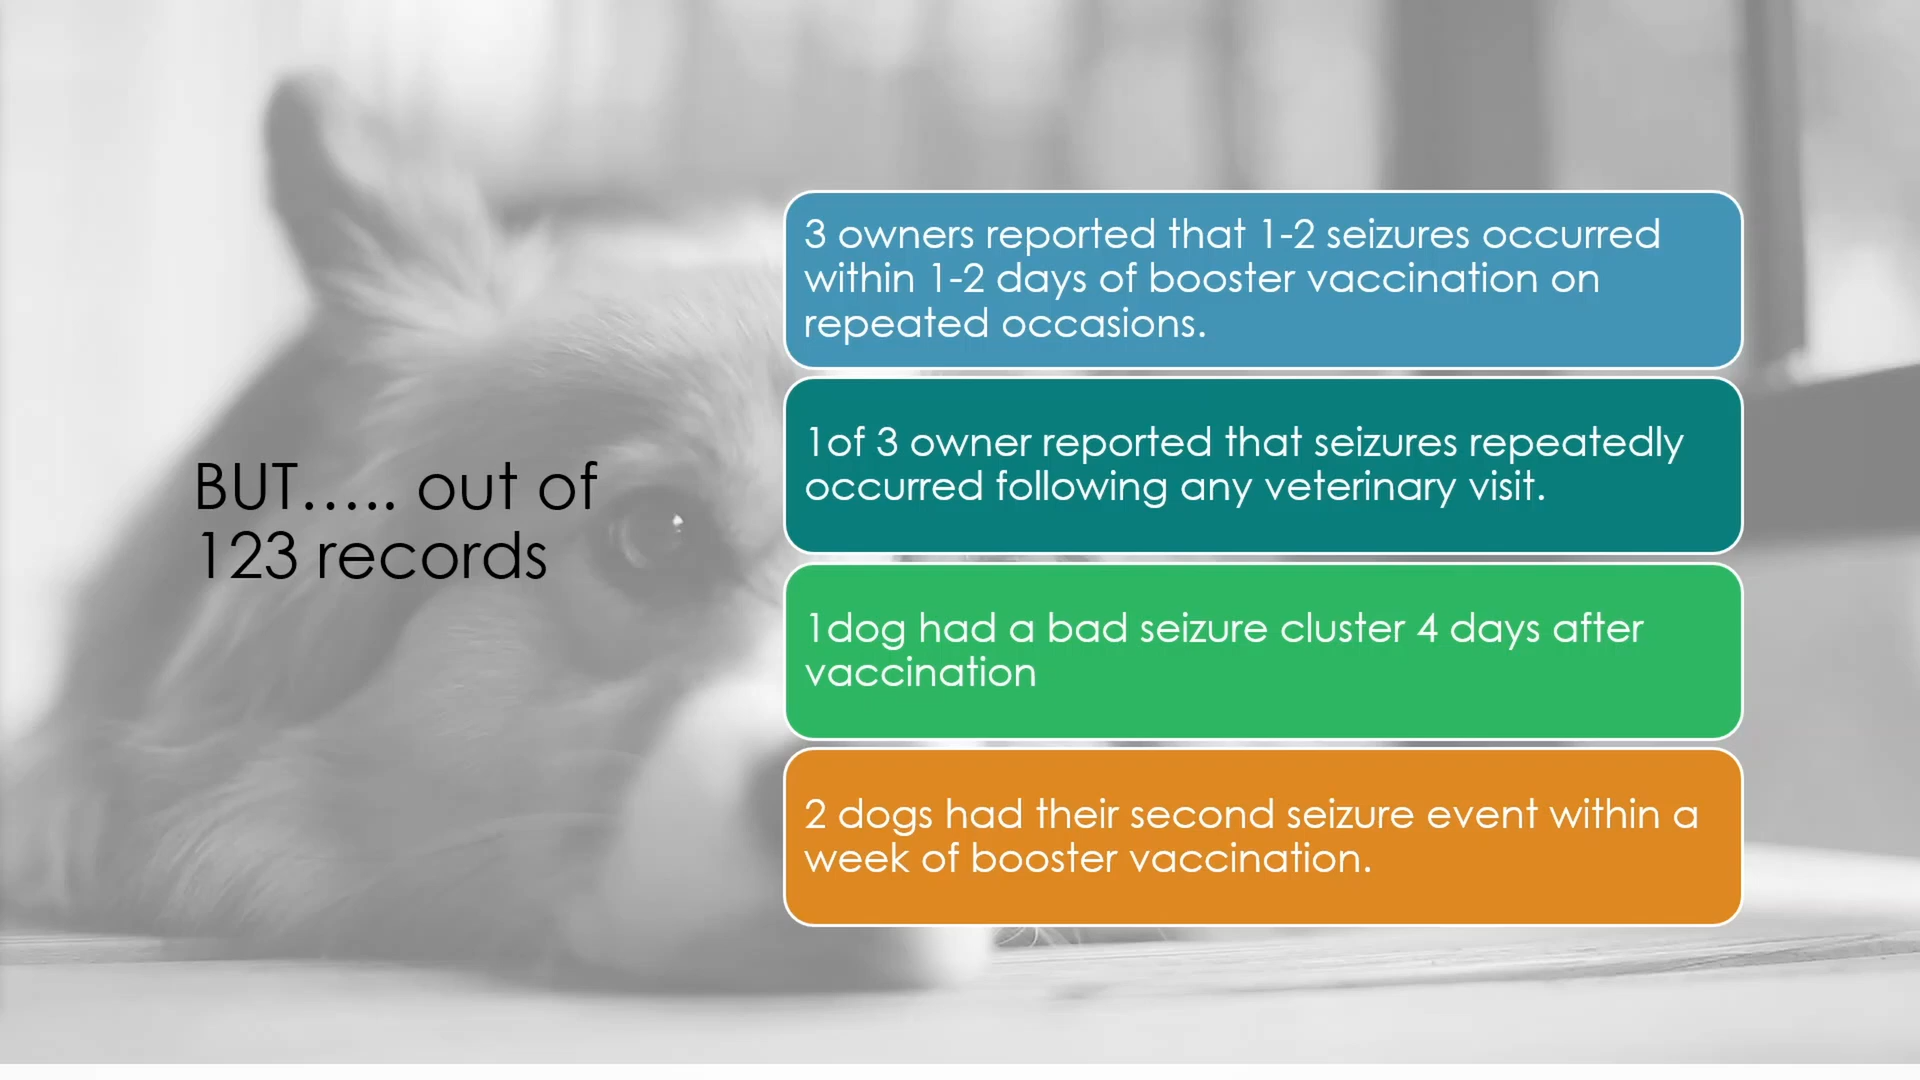 BUT..... out of
123 records
3 owners reported that 1-2 seizures occurred
within 1-2 days of booster vaccination on
repeated occasions.
1of 3 owner reported that seizures repeatedly
occurred following any veterinary visit.
1dog had a bad seizure cluster 4 days after
vaccination
2 dogs had their second seizure event within a
week of booster vaccination.